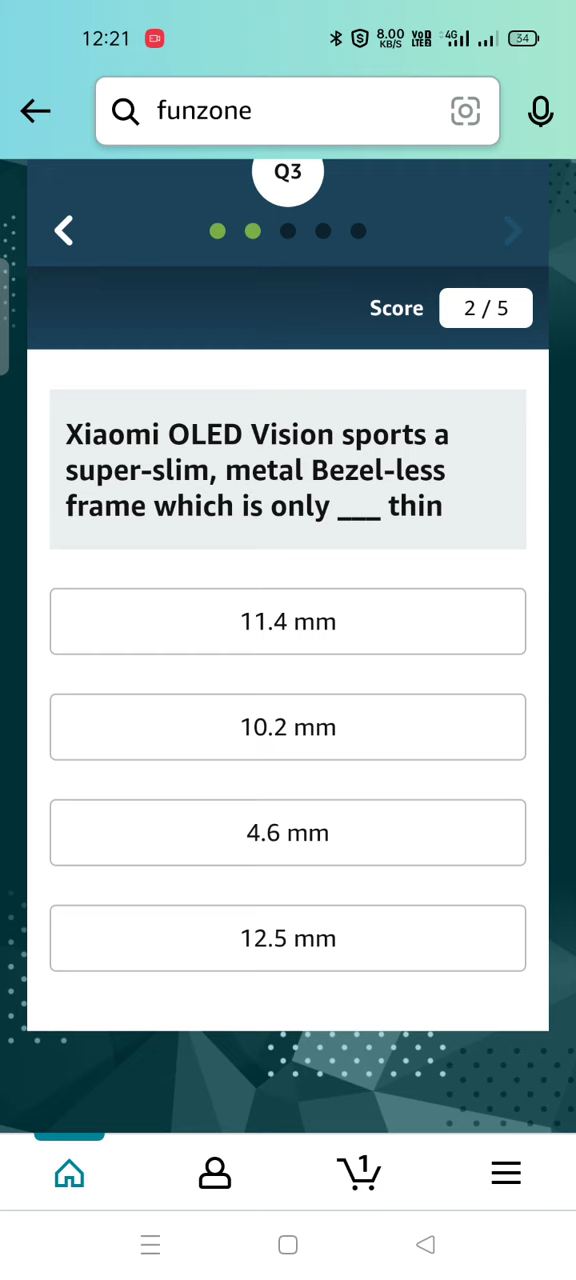 12:21 8.00 KB/S VoD LTE2 4G 34
funzone
Q3
Score 2 / 5
Xiaomi OLED Vision sports a
super-slim, metal Bezel-less
frame which is only ___ thin
11.4 mm
10.2 mm
4.6 mm
12.5 mm
1